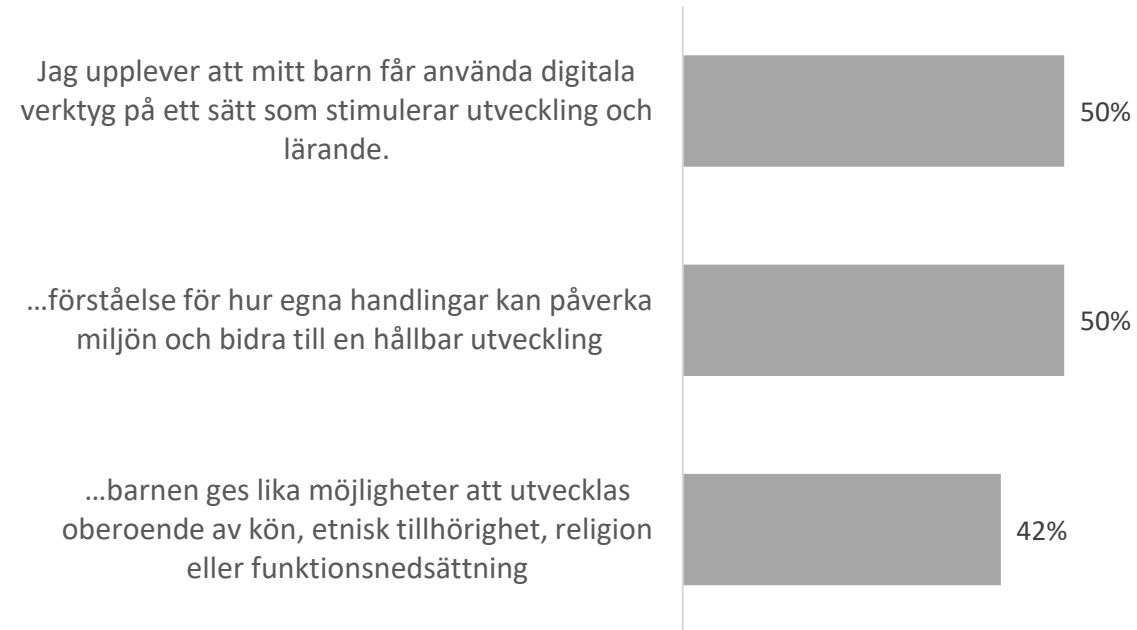 Jag upplever att mitt barn får använda digitala
verktyg på ett sätt som stimulerar utveckling och
lärande.
50%
…förståelse för hur egna handlingar kan påverka
miljön och bidra till en hållbar utveckling
50%
…barnen ges lika möjligheter att utvecklas
oberoende av kön, etnisk tillhörighet, religion
eller funktionsnedsättning
42%